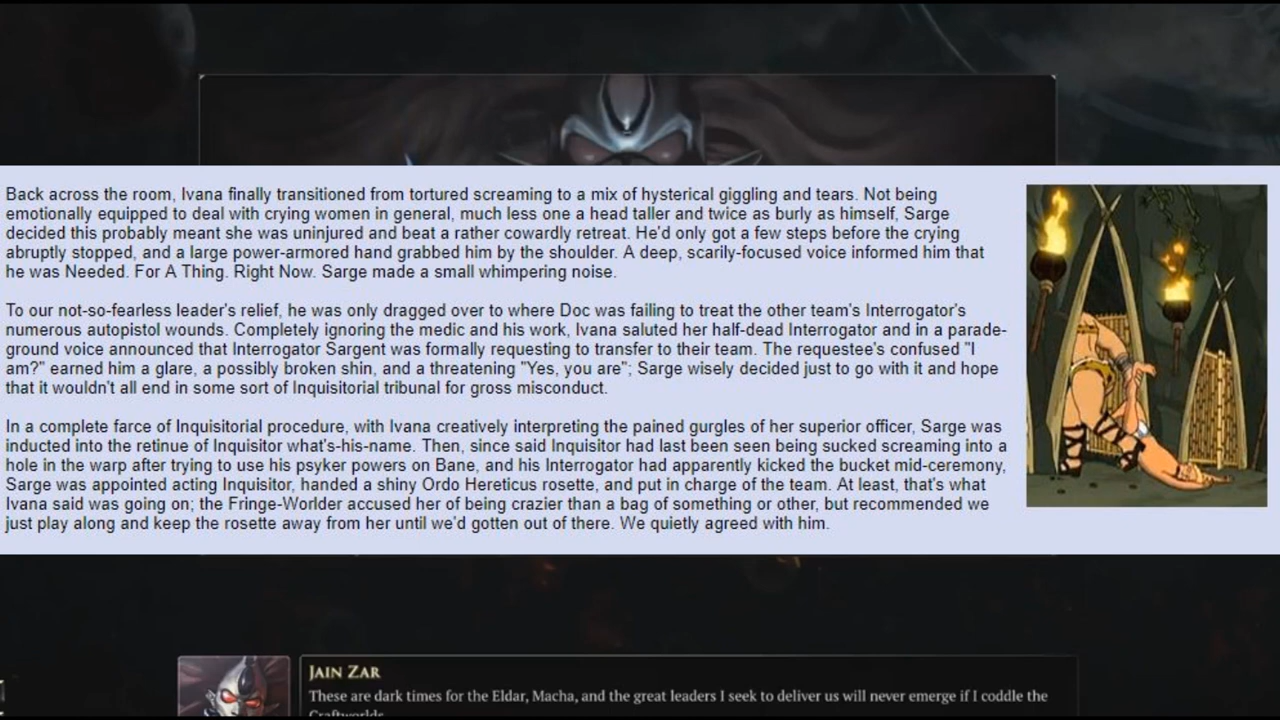 Back across the room, Ivana finally transitioned from tortured screaming to a mix of hysterical giggling and tears. Not being
emotionally equipped to deal with crying women in general, much less one a head taller and twice as burly as himself, Sarge
decided this probably meant she was uninjured and beat a rather cowardly retreat. He'd only got a few steps before the crying
abruptly stopped, and a large power-armored hand grabbed him by the shoulder. A deep, scarily-focused voice informed him that
he was Needed. For A Thing. Right Now. Sarge made a small whimpering noise.
To our not-so-fearless leader's relief, he was only dragged over to where Doc was failing to treat the other team's Interrogator's
numerous autopistol wounds. Completely ignoring the medic and his work, Ivana saluted her half-dead Interrogator and in a parade-
ground voice announced that Interrogator Sargent was formally requesting to transfer to their team. The requestee's confused "I
am?" earned him a glare, a possibly broken shin, and a threatening "Yes, you are"; Sarge wisely decided just to go with it and hope
that it wouldn't all end in some sort of Inquisitorial tribunal for gross misconduct.
In a complete farce of Inquisitorial procedure, with Ivana creatively interpreting the pained gurgles of her superior officer, Sarge was
inducted into the retinue of Inquisitor what's-his-name. Then, since said Inquisitor had last been seen being sucked screaming into a
hole in the warp after trying to use his psyker powers on Bane, and his Interrogator had apparently kicked the bucket mid-ceremony,
Sarge was appointed acting Inquisitor, handed a shiny Ordo Hereticus rosette, and put in charge of the team. At least, that's what
Ivana said was going on; the Fringe-Worlder accused her of being crazier than a bag of something or other, but recommended we
just play along and keep the rosette away from her until we'd gotten out of there. We quietly agreed with him.
Jain Zar
These are dark times for the Eldar, Macha, and the great leaders I seek to deliver us will never emerge if I coddle the
Craftworlds